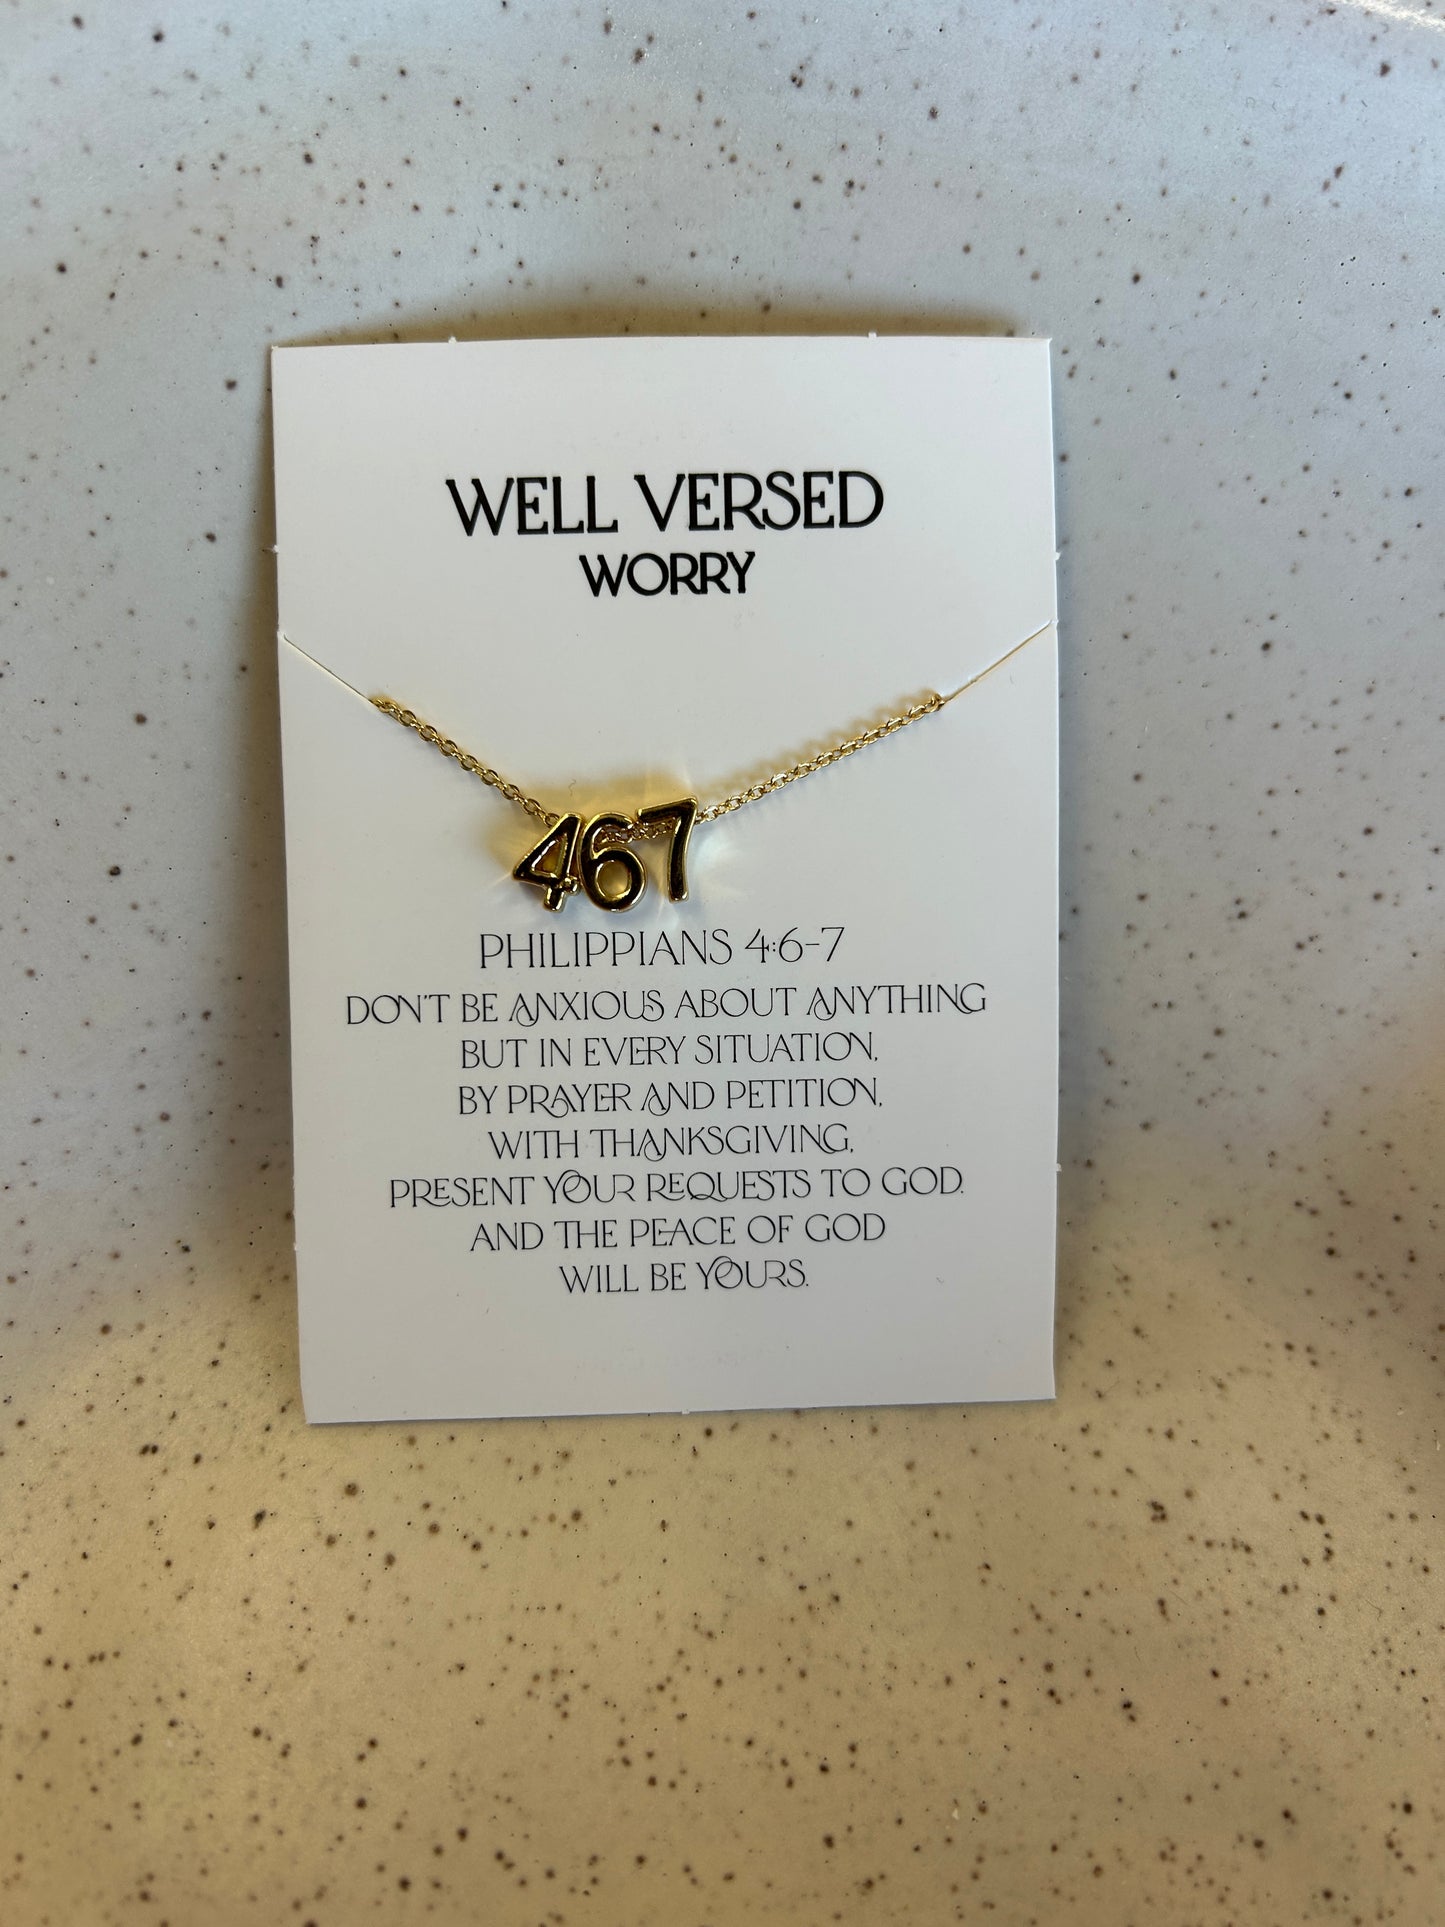 WELL VERSED
WORRY
467
PHILIPPIANS 4:6-7
DON'T BE ANXIOUS ABOUT ANYTHING
BUT IN EVERY SITUATION,
BY PRAYER AND PETITION,
WITH THANKSGIVING,
PRESENT YOUR REQUESTS TO GOD.
AND THE PEACE OF GOD
WILL BE YOURS.